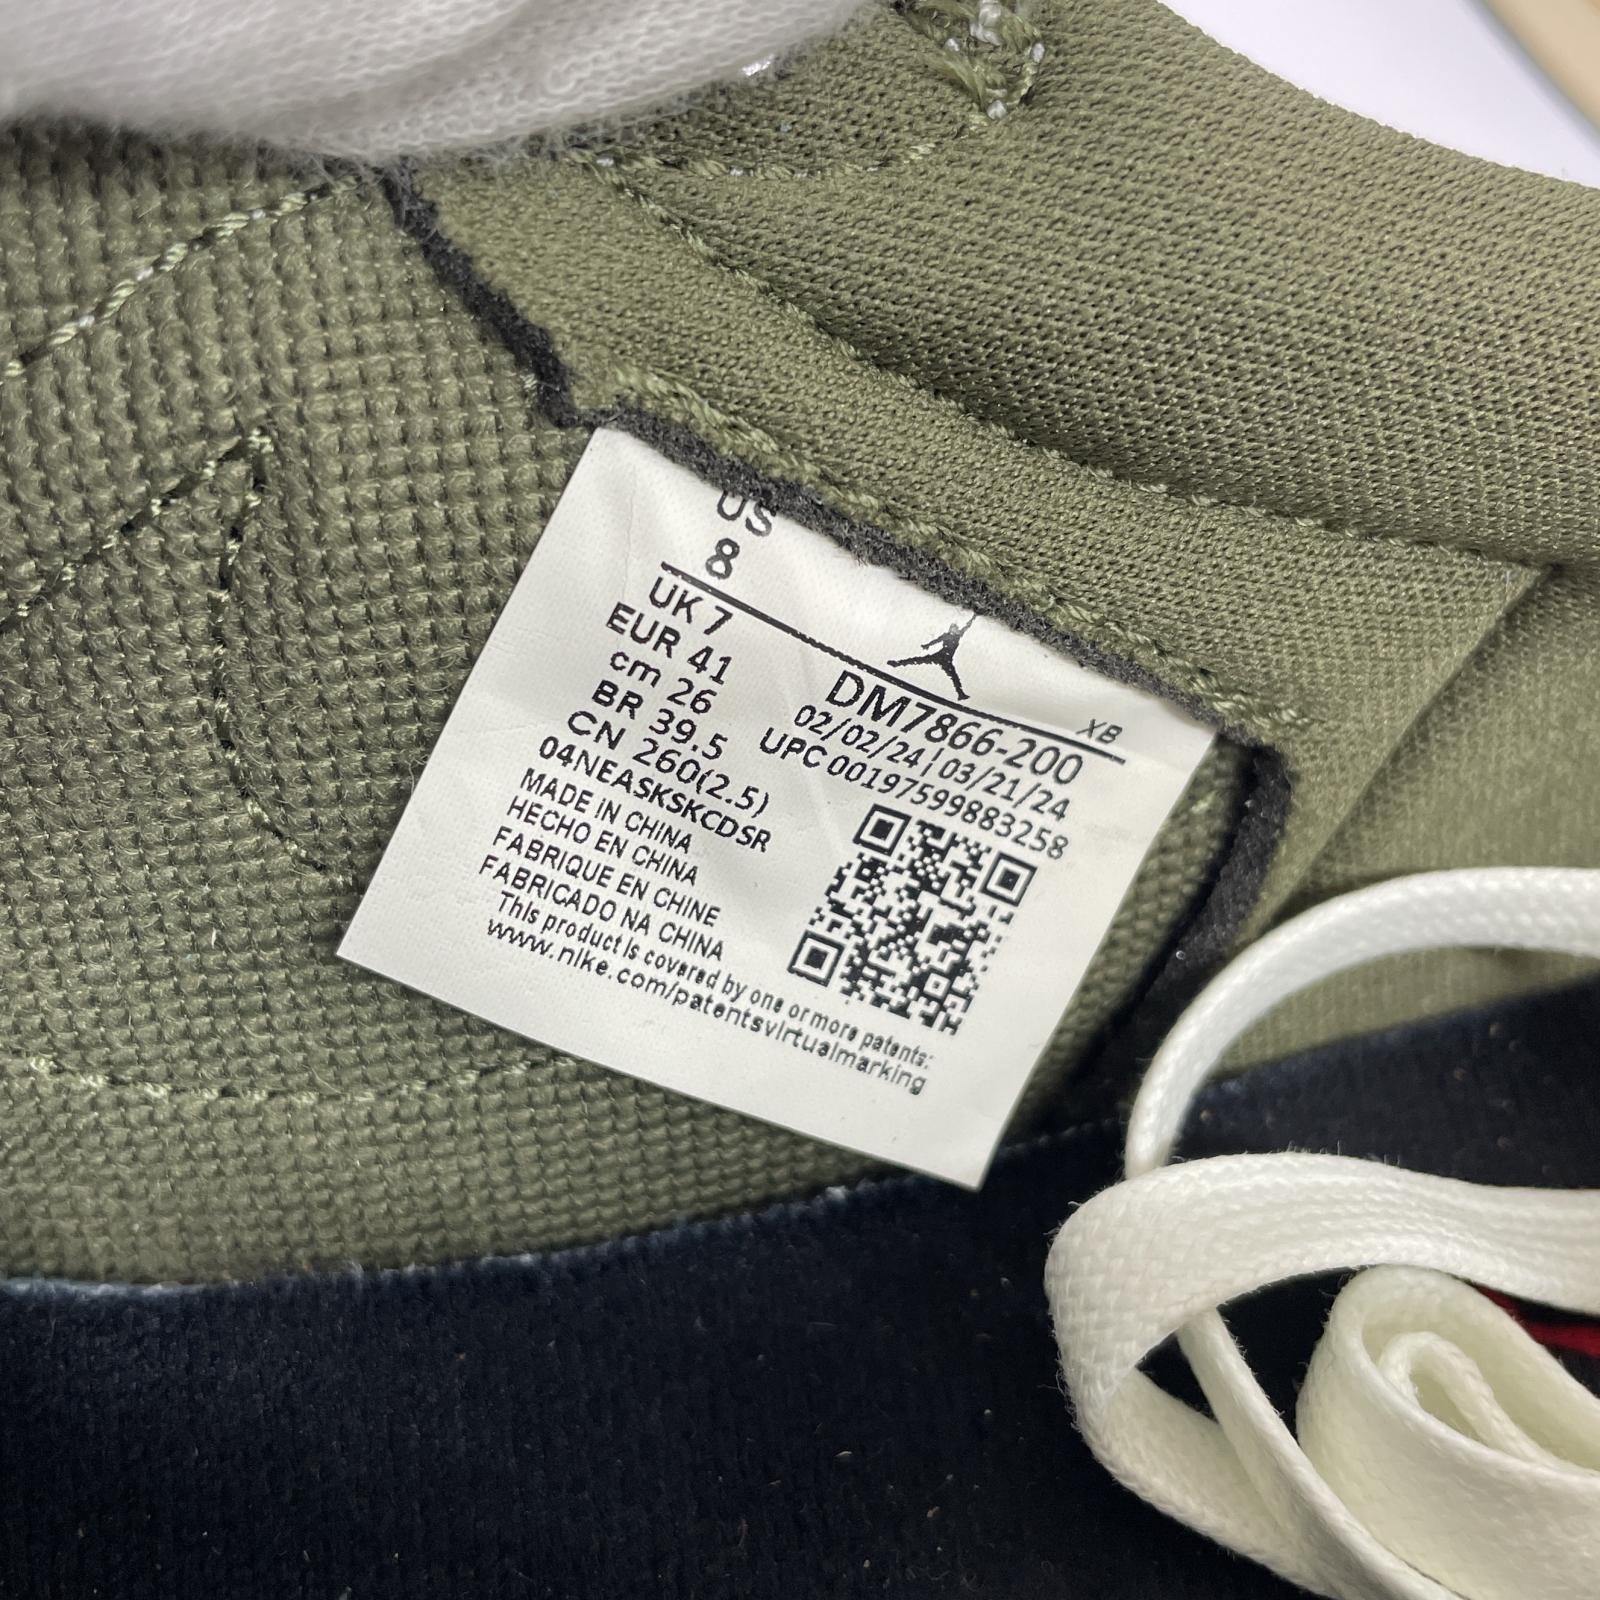 US
8
UK 7
EUR 41
cm 26
BR 39.5
CN 260(2.5)
04NEASKSKCDSR
MADE IN CHINA
HECHO EN CHINA
FABRIQUE EN CHINE
FABRICADO NA CHINA
This product is covered by one or more patents:
www.nike.com/patentsvirtualmarking
XB
DM7866-200
02/02/24|03/21/24
UPC 00197599883258